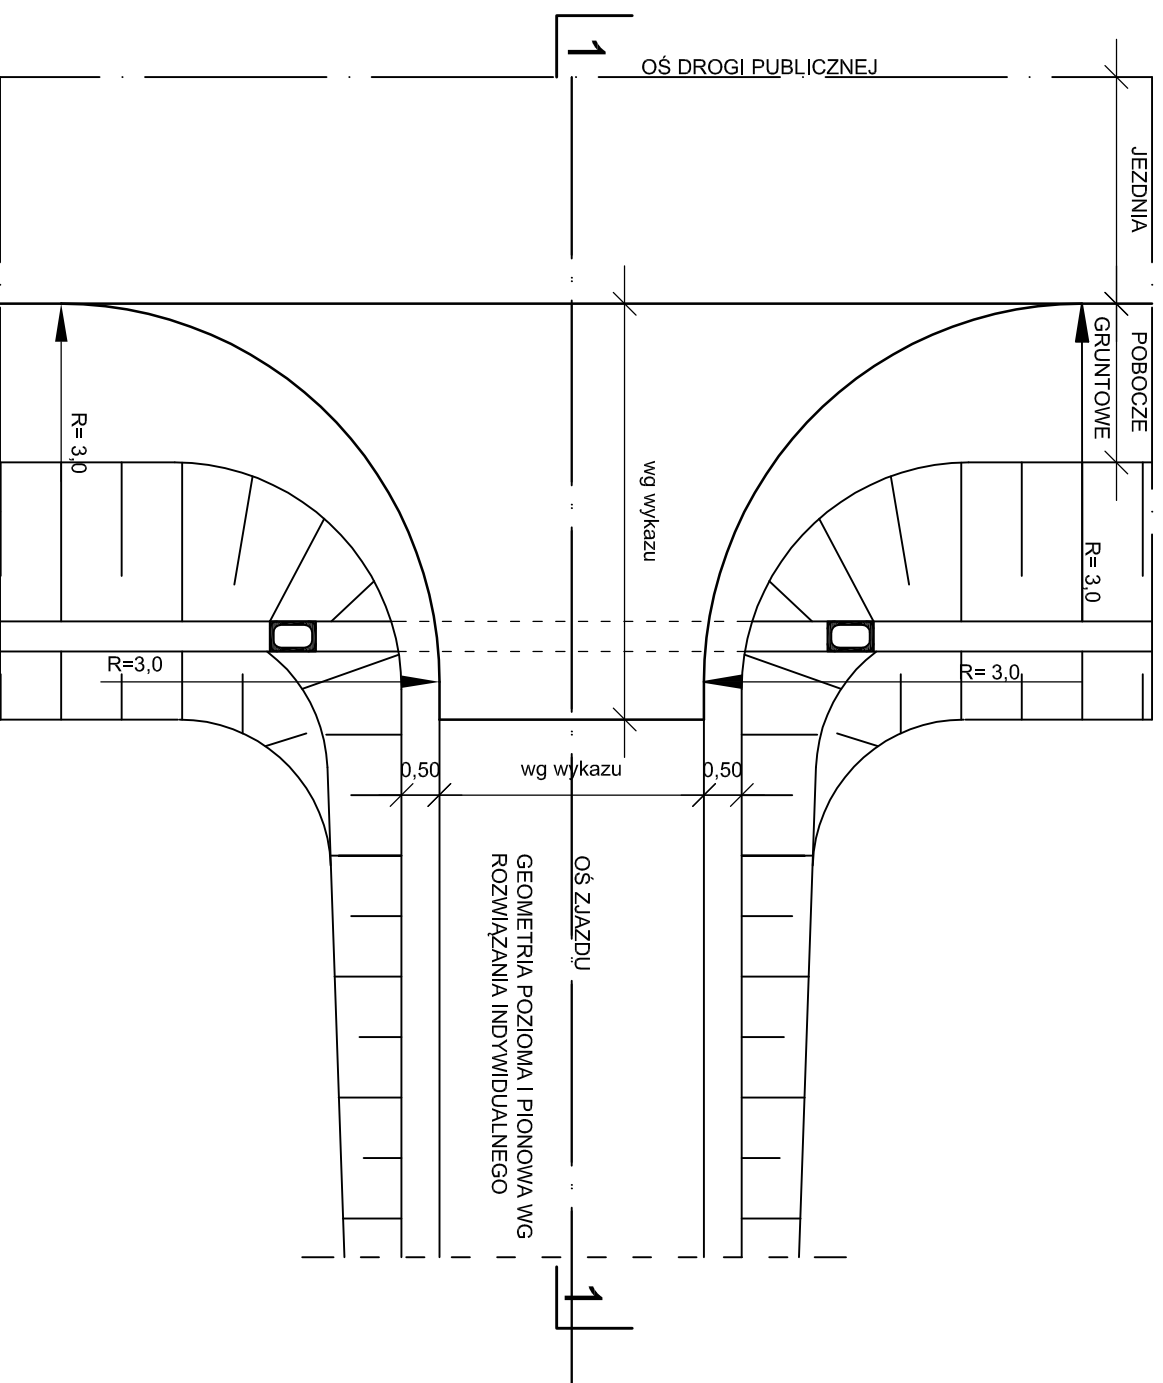 1
OŚ DROGI PUBLICZNEJ
JEZDNIA
POBOCZE
GRUNTOWE
R= 3,0
wg wykazu
R= 3,0
R=3,0
R= 3,0
0,50
wg wykazu
0,50
OŚ ZJAZDU
GEOMETRIA POZIOMA I PIONOWA WG
ROZWIĄZANIA INDYWIDUALNEGO
1